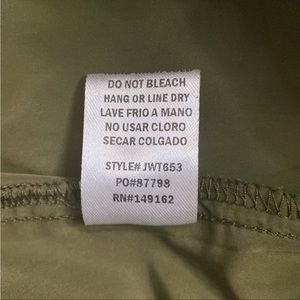 DO NOT BLEACH
HANG OR LINE DRY
LAVE FRIO A MANO
NO USAR CLORO
SECAR COLGADO
STYLE# JWT653
PO#87798
RN#149162